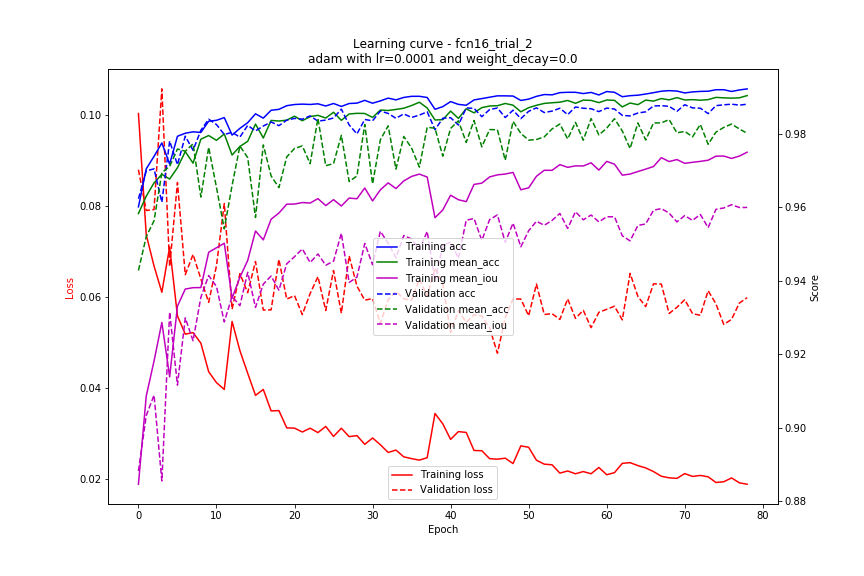 Learning curve - fcn16_trial_2
adam with lr=0.0001 and weight_decay=0.0
0.10
0.08
0.06
0.04
0.02
Loss
0.98
0.96
0.94
0.92
0.90
0.88
Score
Training acc
Training mean_acc
Training mean_iou
Validation acc
Validation mean_acc
Validation mean_iou
Training loss
Validation loss
0 10 20 30 40 50 60 70 80
Epoch